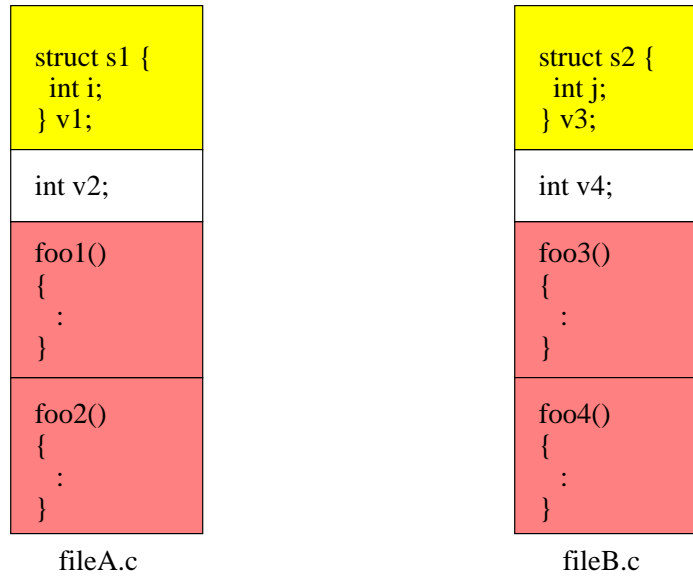 struct s1 {
int i;
} v1;
int v2;
foo1()
{
:
}
foo2()
{
:
}
fileA.c
struct s2 {
int j;
} v3;
int v4;
foo3()
{
:
}
foo4()
{
:
}
fileB.c